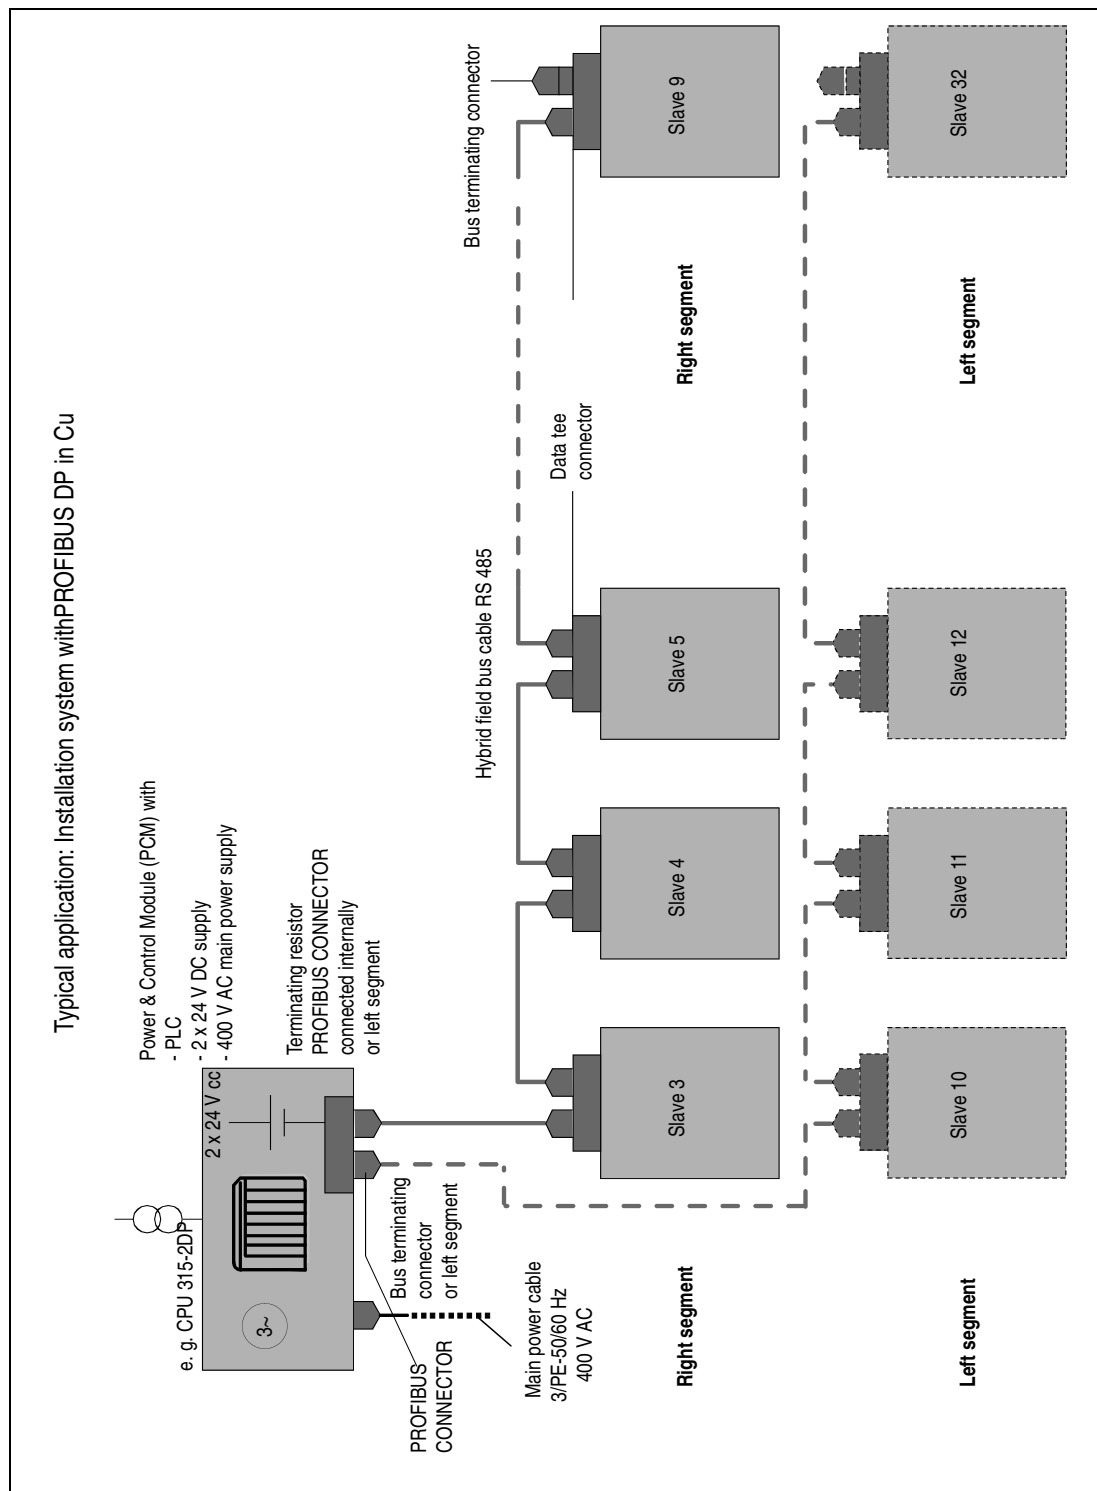 Typical application: Installation system withPROFIBUS DP in Cu
Power & Control Module (PCM) with
- PLC
- 2 x 24 V DC supply
- 400 V AC main power supply
e. g. CPU 315-2DP
2 x 24 V cc
3~
Terminating resistor
PROFIBUS CONNECTOR
connected internally
or left segment
PROFIBUS
CONNECTOR
Bus terminating
connector
or left segment
Main power cable
3/PE-50/60 Hz
400 V AC
Hybrid field bus cable RS 485
Data tee
connector
Bus terminating connector
Right segment
Slave 3
Slave 4
Slave 5
Right segment
Slave 9
Left segment
Slave 10
Slave 11
Slave 12
Left segment
Slave 32